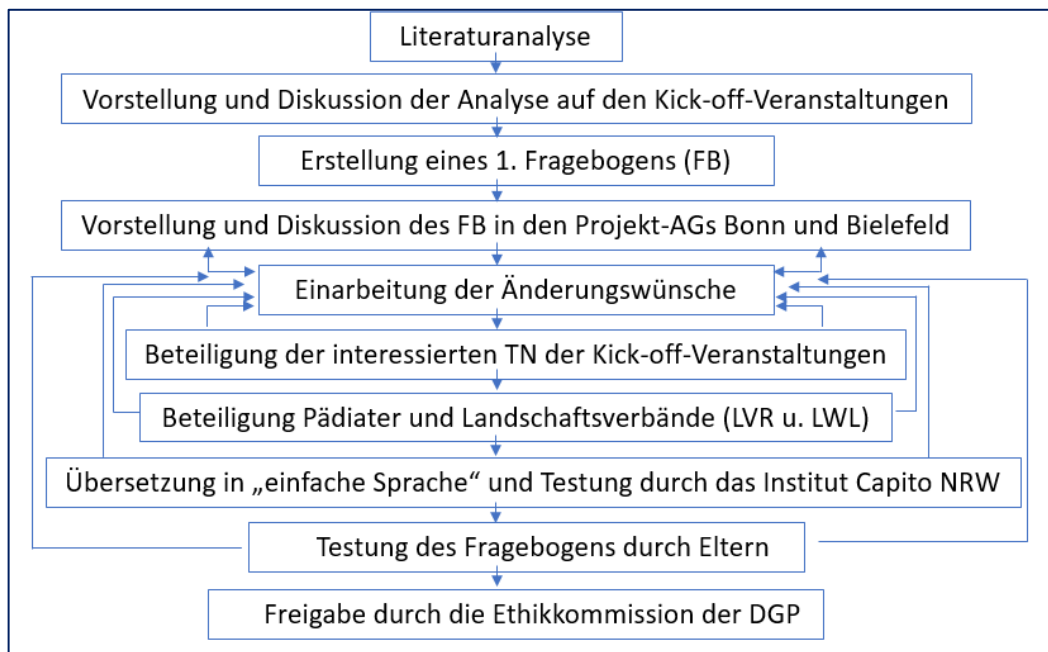 Literaturanalyse
Vorstellung und Diskussion der Analyse auf den Kick-off-Veranstaltungen
Erstellung eines 1. Fragebogens (FB)
Vorstellung und Diskussion des FB in den Projekt-AGs Bonn und Bielefeld
Einarbeitung der Änderungswünsche
Beteiligung der interessierten TN der Kick-off-Veranstaltungen
Beteiligung Pädiater und Landschaftsverbände (LVR u. LWL)
Übersetzung in „einfache Sprache“ und Testung durch das Institut Capito NRW
Testung des Fragebogens durch Eltern
Freigabe durch die Ethikkommission der DGP